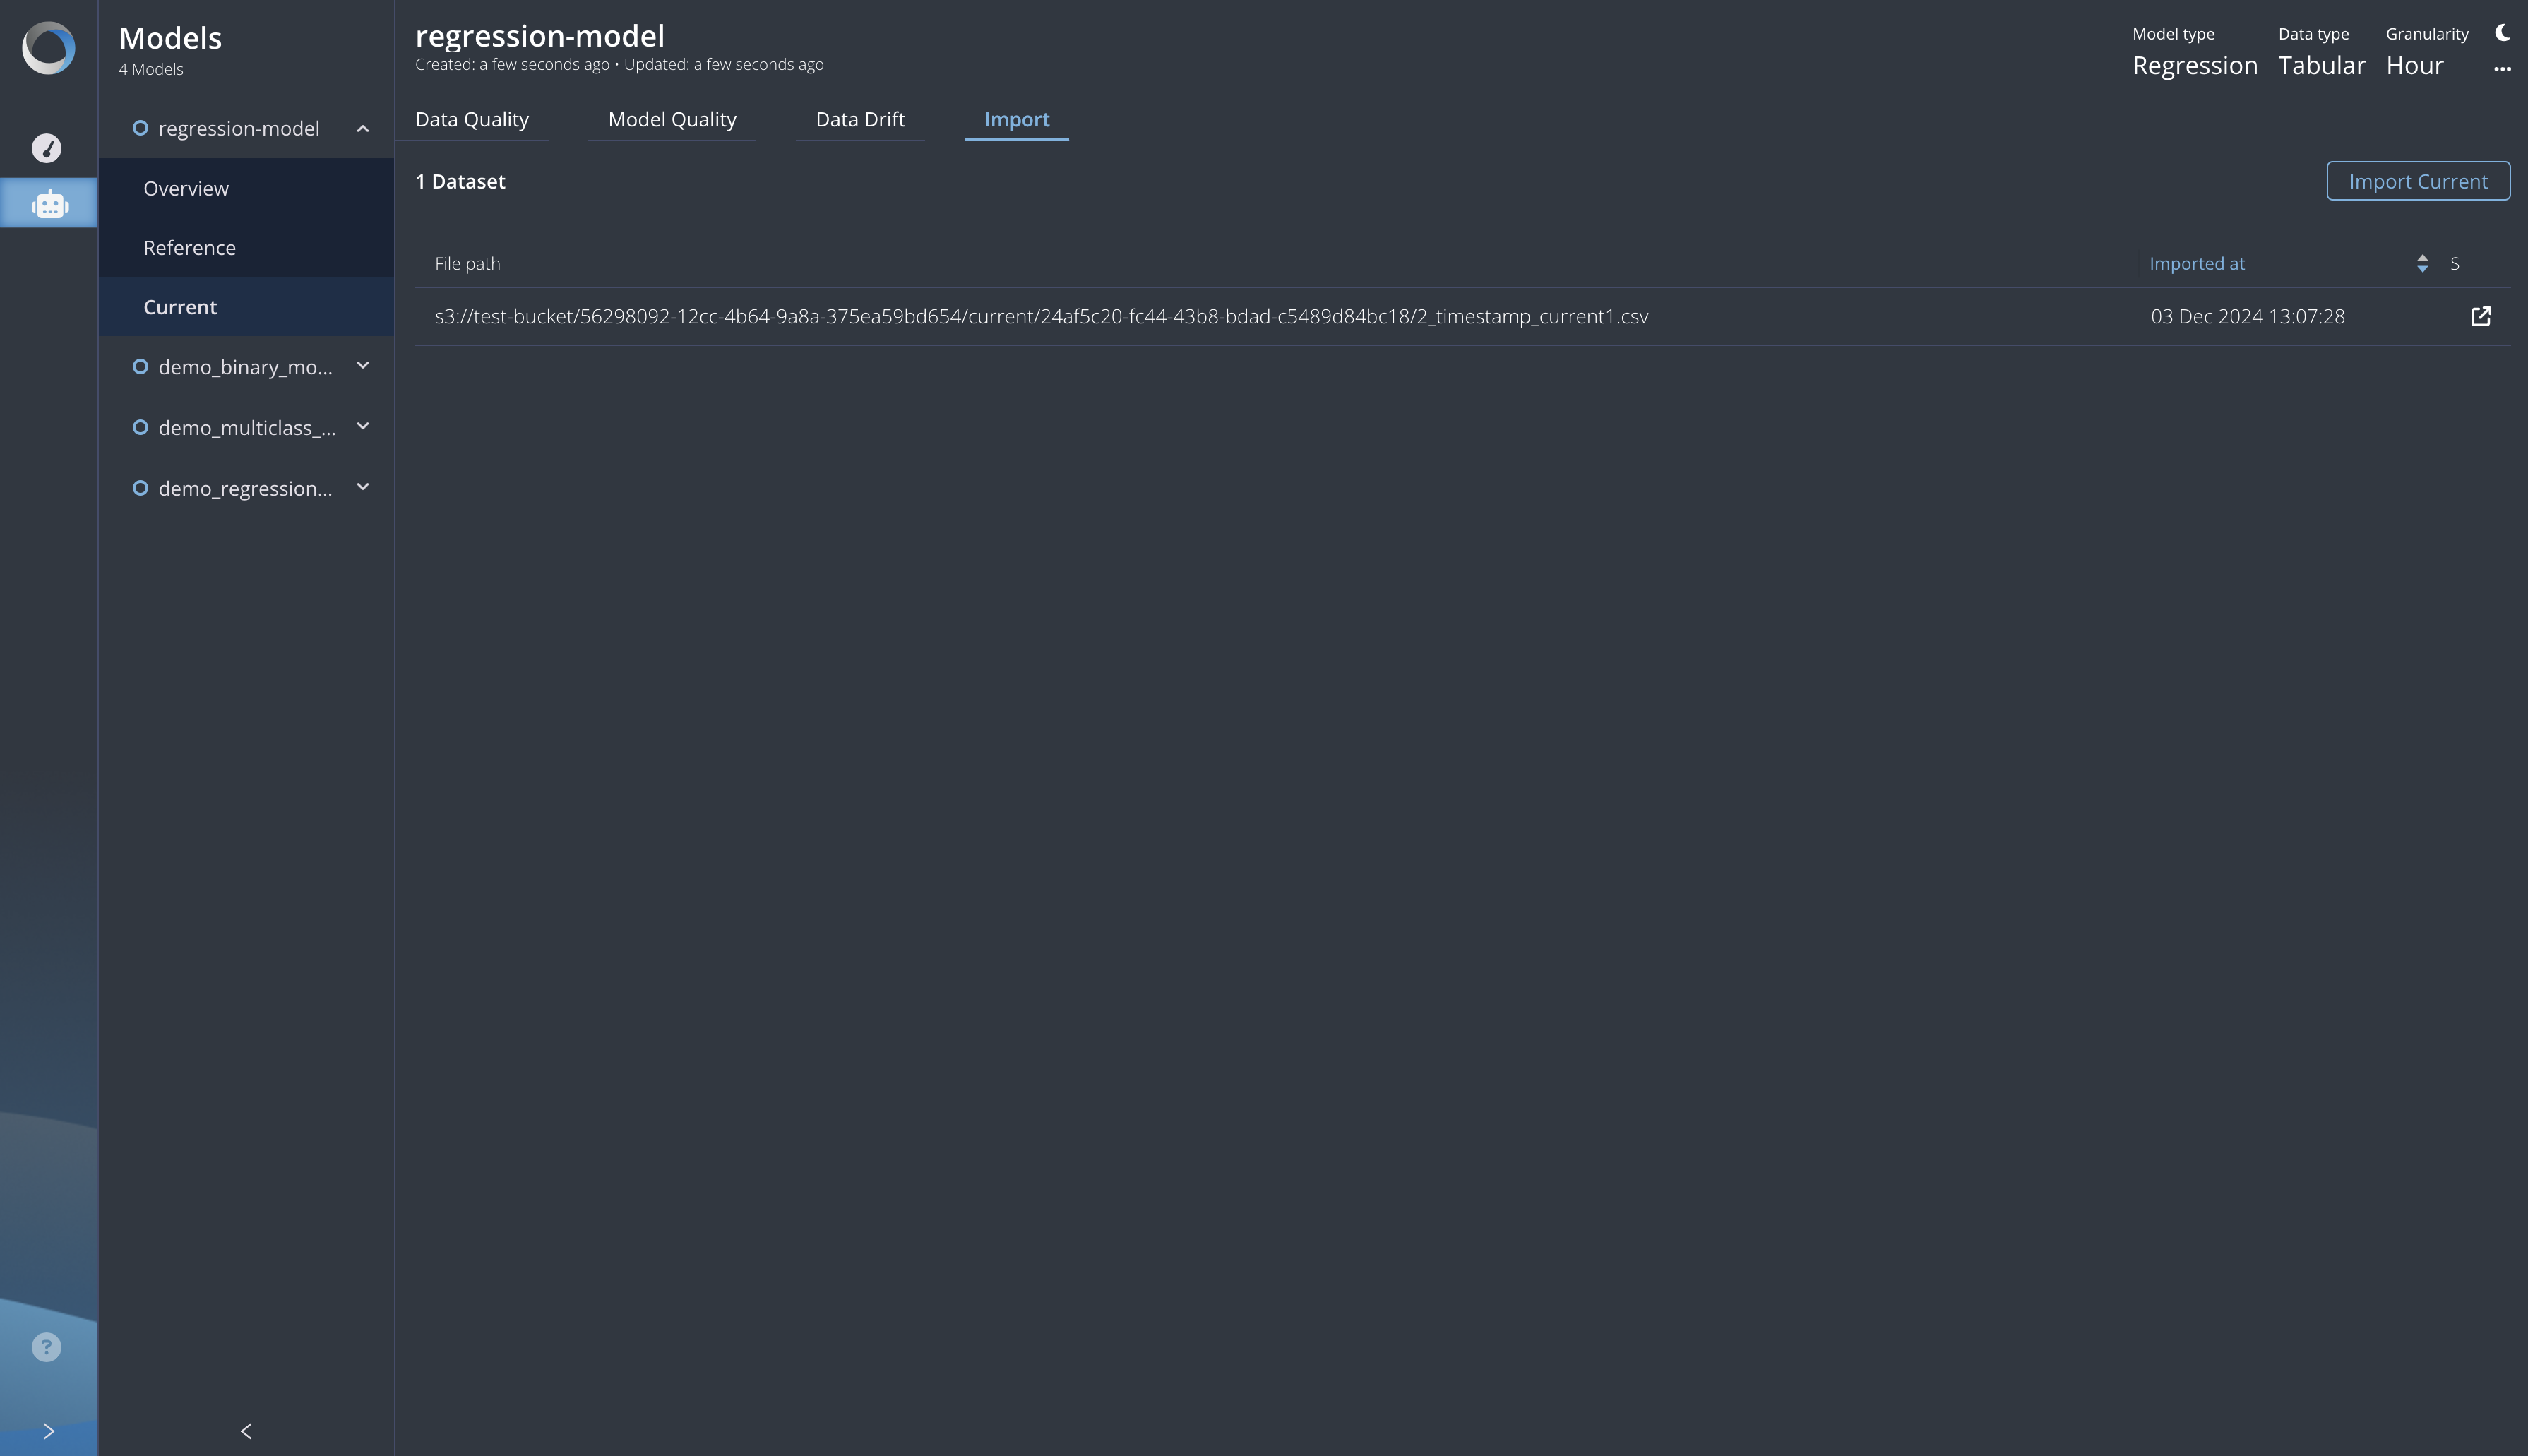 Models
4 Models
regression-model
Overview
Reference
Current
demo_binary_mo...
demo_multiclass_...
demo_regression...
regression-model
Created: a few seconds ago • Updated: a few seconds ago
Model type
Regression
Data type
Tabular
Granularity
Hour
Data Quality
Model Quality
Data Drift
Import
1 Dataset
Import Current
File path
Imported at
S
s3://test-bucket/56298092-12cc-4b64-9a8a-375ea59bd654/current/24af5c20-fc44-43b8-bdad-c5489d84bc18/2_timestamp_current1.csv
03 Dec 2024 13:07:28
?